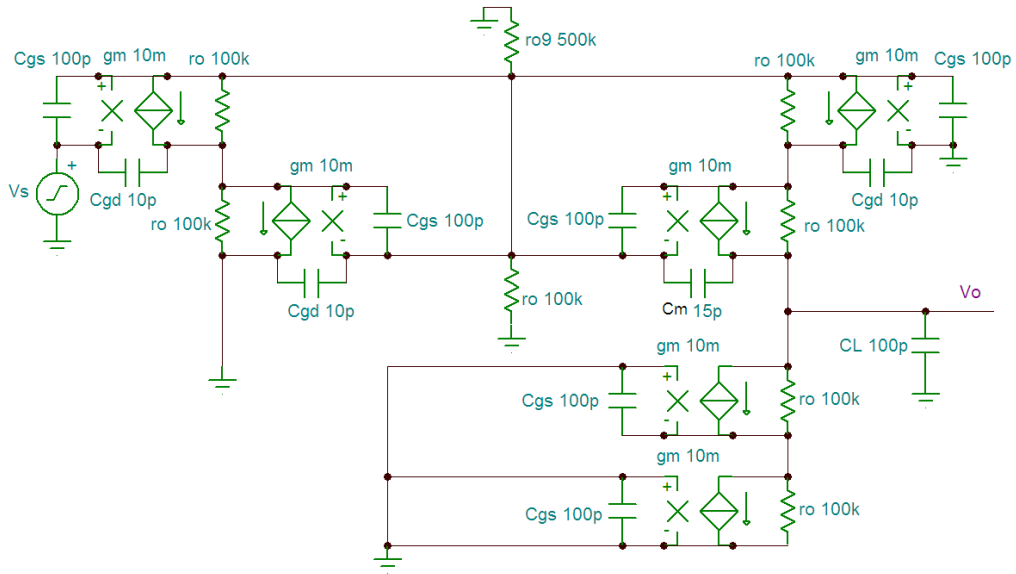 ro9 500k
Cgs 100p
gm 10m
ro 100k
ro 100k
gm 10m
Cgs 100p
+
-
+
-
Vs
+
Cgd 10p
Cgd 10p
gm 10m
gm 10m
ro 100k
Cgs 100p
Cgs 100p
ro 100k
+
-
+
-
Cgd 10p
ro 100k
Cm 15p
Vo
gm 10m
CL 100p
Cgs 100p
+
-
ro 100k
gm 10m
Cgs 100p
+
-
ro 100k